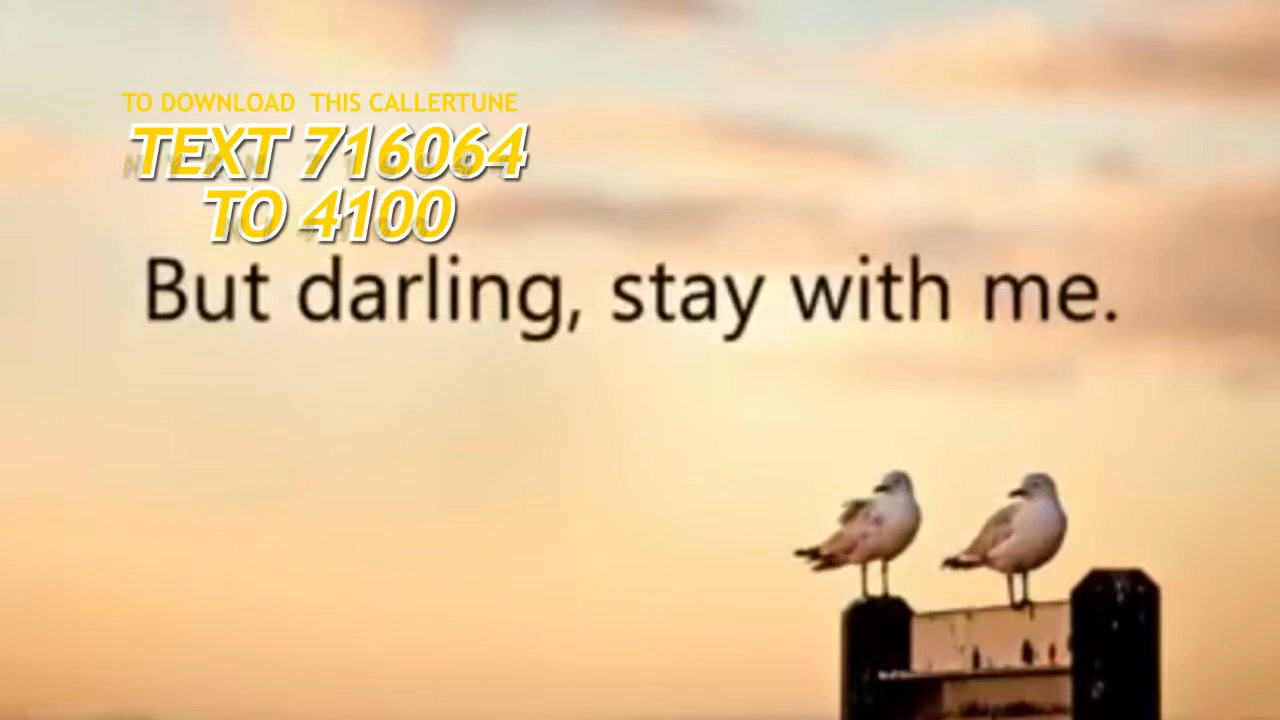 TO DOWNLOAD THIS CALLERTUNE
TEXT 716064
TO 4100
But darling, stay with me.